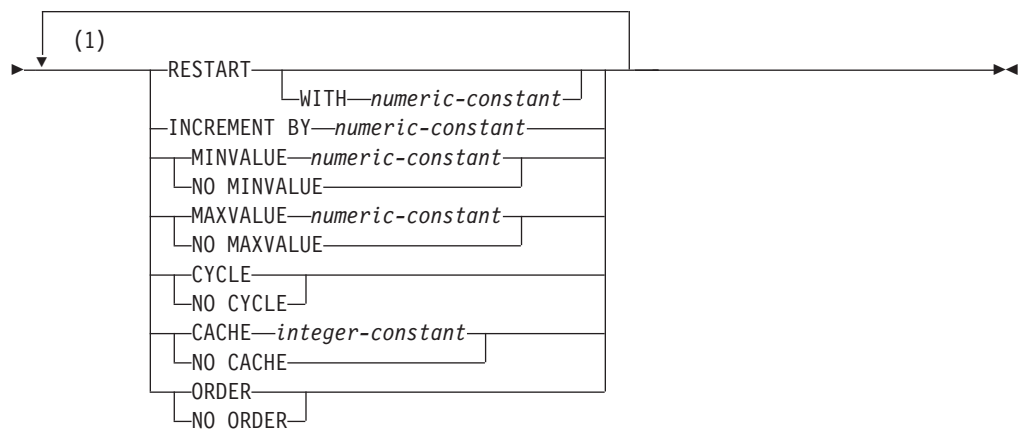 (1)
RESTART
WITH numeric-constant
INCREMENT BY numeric-constant
MINVALUE numeric-constant
NO MINVALUE
MAXVALUE numeric-constant
NO MAXVALUE
CYCLE
NO CYCLE
CACHE integer-constant
NO CACHE
ORDER
NO ORDER